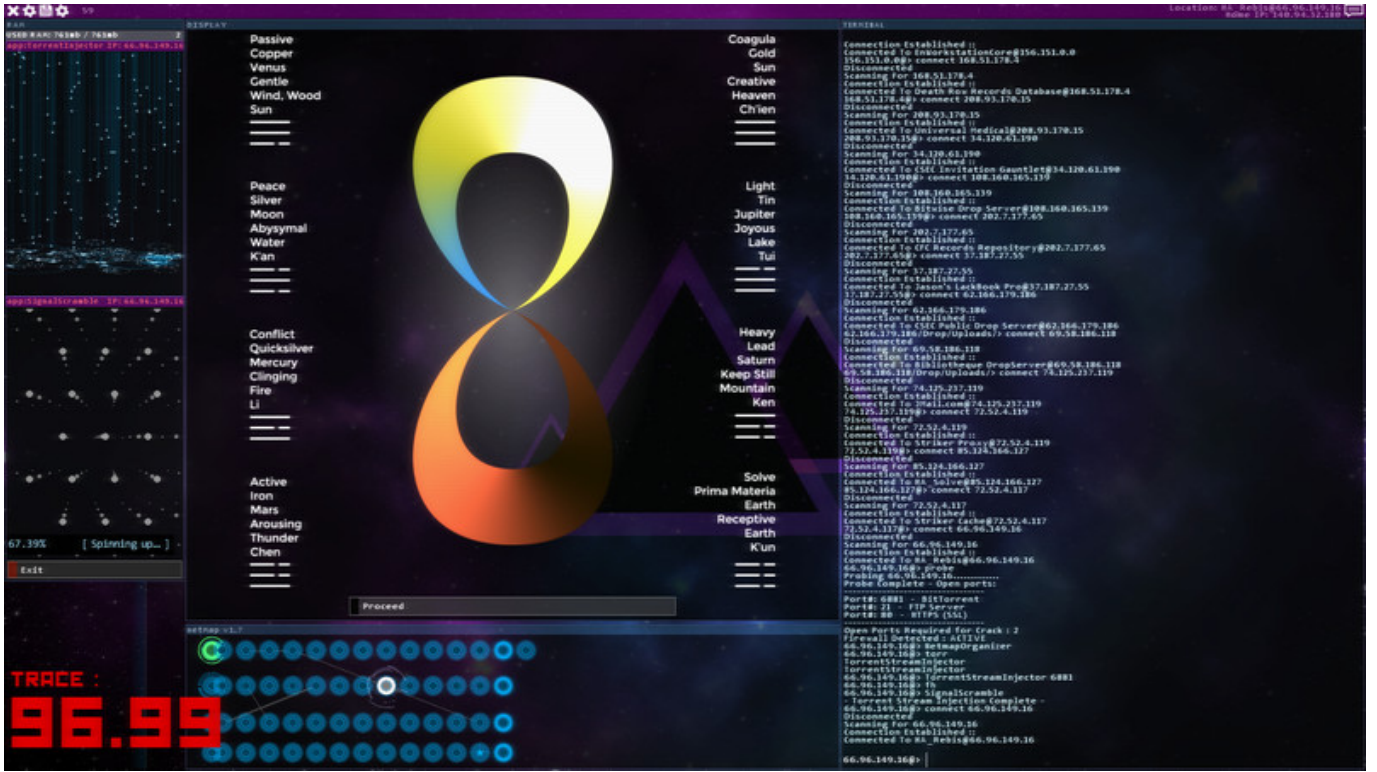 59
Location: RA_Rebis@66.96.149.16
Home IP: 140.94.32.180
RAM
USED RAM: 761mb / 761mb 2
app:TorrentInjector IP: 66.96.149.16
app:SignalScramble IP: 66.96.149.16
67.39% [ Spinning up… ]
Exit
TRACE :
96.99
DISPLAY
Passive
Copper
Venus
Gentle
Wind, Wood
Sun
Peace
Silver
Moon
Abysymal
Water
K'an
Conflict
Quicksilver
Mercury
Clinging
Fire
Li
Active
Iron
Mars
Arousing
Thunder
Chen
Coagula
Gold
Sun
Creative
Heaven
Ch'ien
Light
Tin
Jupiter
Joyous
Lake
Tui
Heavy
Lead
Saturn
Keep Still
Mountain
Ken
Solve
Prima Materia
Earth
Receptive
Earth
K'un
Proceed
netmap v1.7
TERMINAL
Connection Established ::
Connected To EnWorkstationCore@156.151.0.0
156.151.0.0@> connect 168.51.178.4
Disconnected
Scanning For 168.51.178.4
Connection Established ::
Connected To Death Row Records Database@168.51.178.4
168.51.178.4@> connect 208.93.170.15
Disconnected
Scanning For 208.93.170.15
Connection Established ::
Connected To Universal Medical@208.93.170.15
208.93.170.15@> connect 34.120.61.190
Disconnected
Scanning For 34.120.61.190
Connection Established ::
Connected To CSEC Invitation Gauntlet@34.120.61.190
34.120.61.190@> connect 108.160.165.139
Disconnected
Scanning For 108.160.165.139
Connection Established ::
Connected To Bitwise Drop Server@108.160.165.139
108.160.165.139@> connect 202.7.177.65
Disconnected
Scanning For 202.7.177.65
Connection Established ::
Connected To CFC Records Repository@202.7.177.65
202.7.177.65@> connect 37.187.27.55
Disconnected
Scanning For 37.187.27.55
Connection Established ::
Connected To Jason's LackBook Pro@37.187.27.55
37.187.27.55@> connect 62.166.179.186
Disconnected
Scanning For 62.166.179.186
Connection Established ::
Connected To CSEC Public Drop Server@62.166.179.186
62.166.179.186/Drop/Uploads/> connect 69.58.186.118
Disconnected
Scanning For 69.58.186.118
Connection Established ::
Connected To Bibliotheque DropServer@69.58.186.118
69.58.186.118/Drop/Uploads/> connect 74.125.237.119
Disconnected
Scanning For 74.125.237.119
Connection Established ::
Connected To JMail.com@74.125.237.119
74.125.237.119@> connect 72.52.4.119
Disconnected
Scanning For 72.52.4.119
Connection Established ::
Connected To Striker Proxy@72.52.4.119
72.52.4.119@> connect 85.124.166.127
Disconnected
Scanning For 85.124.166.127
Connection Established ::
Connected To RA_Solve@85.124.166.127
85.124.166.127@> connect 72.52.4.117
Disconnected
Scanning For 72.52.4.117
Connection Established ::
Connected To Striker Cache@72.52.4.117
72.52.4.117@> connect 66.96.149.16
Disconnected
Scanning For 66.96.149.16
Connection Established ::
Connected To RA_Rebis@66.96.149.16
66.96.149.16@> probe
Probing 66.96.149.16............
Probe Complete - Open ports:
---------------------------------
Port#: 6881 - BitTorrent
Port#: 21 - FTP Server
Port#: 80 - HTTPS (SSL)
---------------------------------
Open Ports Required for Crack : 2
Firewall Detected : ACTIVE
66.96.149.16@> NetmapOrganizer
66.96.149.16@> torr
TorrentStreamInjector
TorrentStreamInjector
66.96.149.16@> TorrentStreamInjector 6881
66.96.149.16@> fh
66.96.149.16@> SignalScramble
- Torrent Stream Injection Complete -
66.96.149.16@> connect 66.96.149.16
Disconnected
Scanning For 66.96.149.16
Connection Established ::
Connected To RA_Rebis@66.96.149.16
66.96.149.16@>